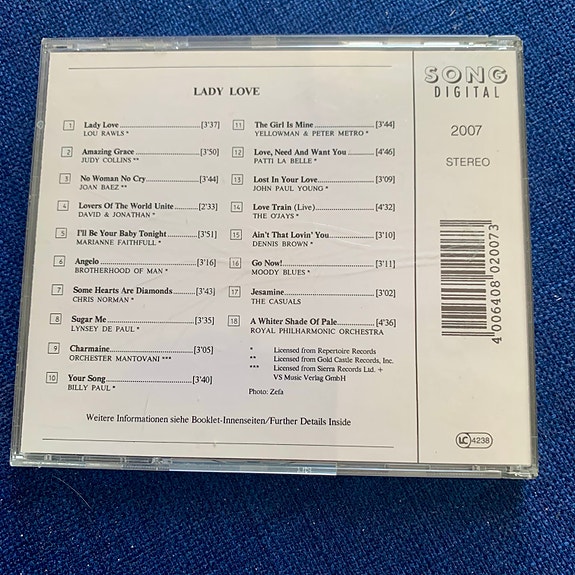 LADY LOVE
1 Lady Love [3'37]
LOU RAWLS *
2 Amazing Grace [3'50]
JUDY COLLINS **
3 No Woman No Cry [3'44]
JOAN BAEZ **
4 Lovers Of The World Unite [2'33]
DAVID & JONATHAN *
5 I'll Be Your Baby Tonight [3'51]
MARIANNE FAITHFULL *
6 Angelo [3'16]
BROTHERHOOD OF MAN *
7 Some Hearts Are Diamonds [3'43]
CHRIS NORMAN *
8 Sugar Me [3'35]
LYNSEY DE PAUL *
9 Charmaine [3'05]
ORCHESTER MANTOVANI ***
10 Your Song [3'40]
BILLY PAUL *
11 The Girl Is Mine [3'44]
YELLOWMAN & PETER METRO *
12 Love, Need And Want You [4'46]
PATTI LA BELLE *
13 Lost In Your Love [3'09]
JOHN PAUL YOUNG *
14 Love Train (Live) [4'32]
THE O'JAYS *
15 Ain't That Lovin' You [3'10]
DENNIS BROWN *
16 Go Now! [3'11]
MOODY BLUES *
17 Jesamine [3'02]
THE CASUALS
18 A Whiter Shade Of Pale [4'36]
ROYAL PHILHARMONIC ORCHESTRA
* Licensed from Repertoire Records
** Licensed from Gold Castle Records, Inc.
*** Licensed from Sierra Records Ltd. +
VS Music Verlag GmbH
Photo: Zefa
Weitere Informationen siehe Booklet-Innenseiten/Further Details Inside
SONG
DIGITAL
2007
STEREO
4 006408 020073
LC 4238